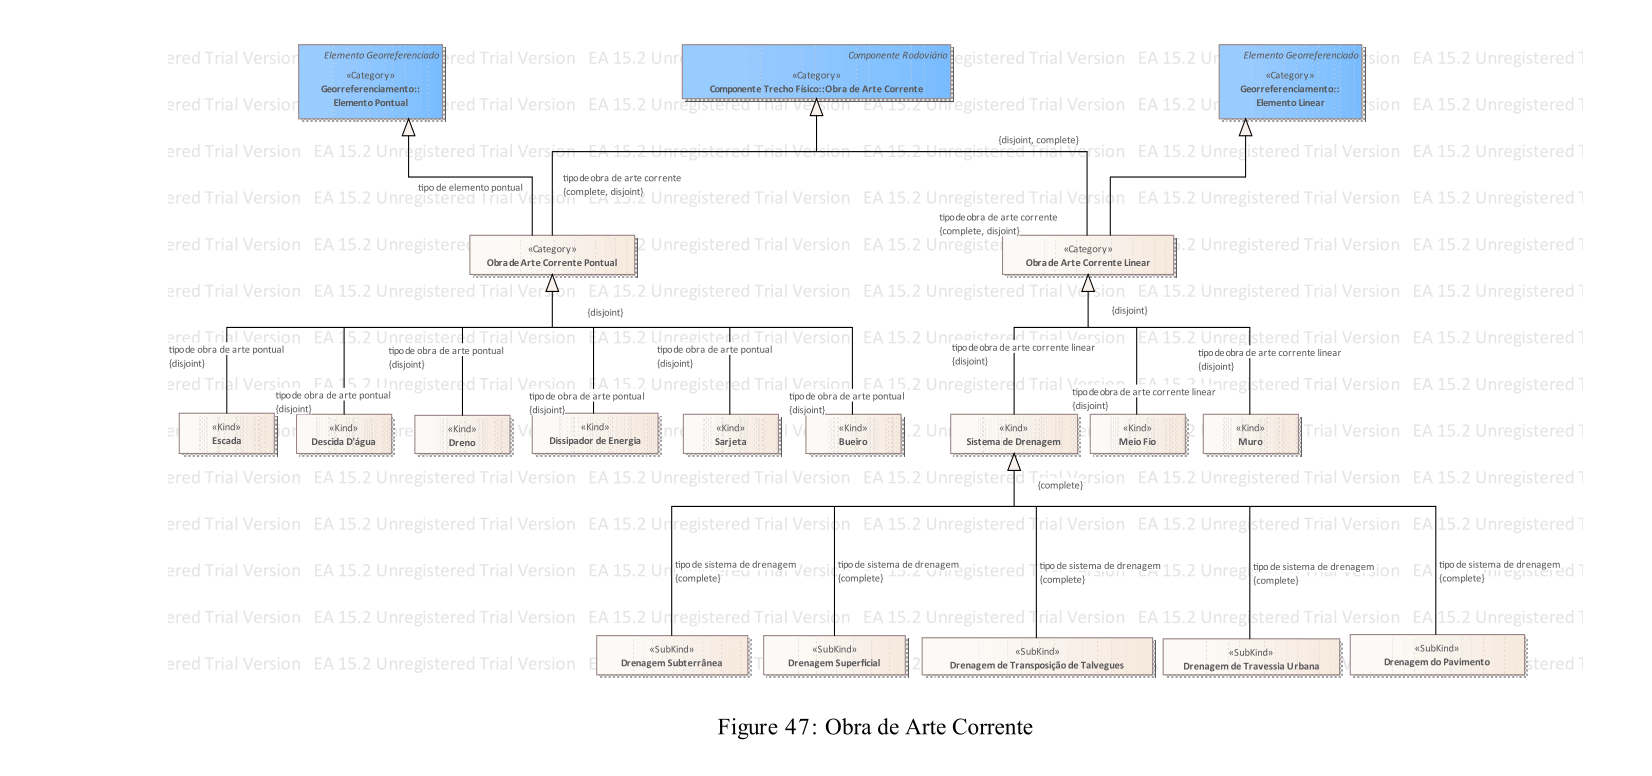 Elemento Georreferenciado
«Category»
Georreferenciamento::
Elemento Pontual
Componente Rodoviário
«Category»
Componente Trecho Físico::Obra de Arte Corrente
Elemento Georreferenciado
«Category»
Georreferenciamento::
Elemento Linear
{disjoint, complete}
tipo de elemento pontual
tipo de obra de arte corrente
{complete, disjoint}
tipo de obra de arte corrente
{complete, disjoint}
«Category»
Obra de Arte Corrente Pontual
«Category»
Obra de Arte Corrente Linear
{disjoint}
{disjoint}
tipo de obra de arte pontual
{disjoint}
tipo de obra de arte pontual
{disjoint}
tipo de obra de arte pontual
{disjoint}
tipo de obra de arte pontual
{disjoint}
tipo de obra de arte pontual
{disjoint}
tipo de obra de arte pontual
{disjoint}
tipo de obra de arte corrente linear
{disjoint}
tipo de obra de arte corrente linear
{disjoint}
tipo de obra de arte corrente linear
{disjoint}
«Kind»
Escada
«Kind»
Descida D'água
«Kind»
Dreno
«Kind»
Dissipador de Energia
«Kind»
Sarjeta
«Kind»
Bueiro
«Kind»
Sistema de Drenagem
«Kind»
Meio Fio
«Kind»
Muro
{complete}
tipo de sistema de drenagem
{complete}
tipo de sistema de drenagem
{complete}
tipo de sistema de drenagem
{complete}
tipo de sistema de drenagem
{complete}
tipo de sistema de drenagem
{complete}
«SubKind»
Drenagem Subterrânea
«SubKind»
Drenagem Superficial
«SubKind»
Drenagem de Transposição de Talvegues
«SubKind»
Drenagem de Travessia Urbana
«SubKind»
Drenagem do Pavimento
Figure 47: Obra de Arte Corrente